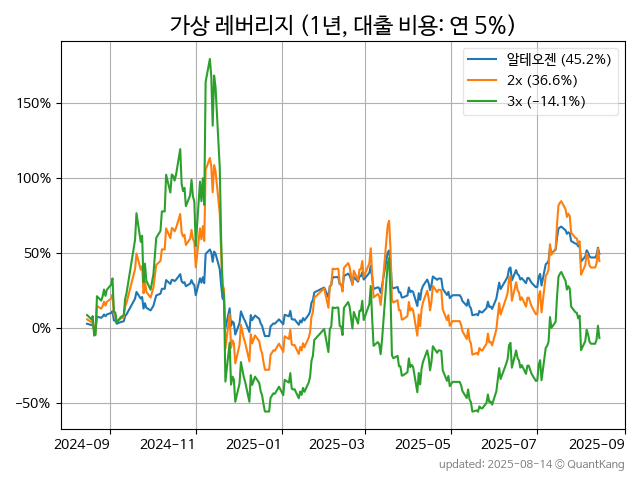 가상 레버리지 (1년, 대출 비용: 연 5%)
알테오젠 (45.2%)
2x (36.6%)
3x (−14.1%)
150%
100%
50%
0%
−50%
2024-09 2024-11 2025-01 2025-03 2025-05 2025-07 2025-09
updated: 2025-08-14 © QuantKang